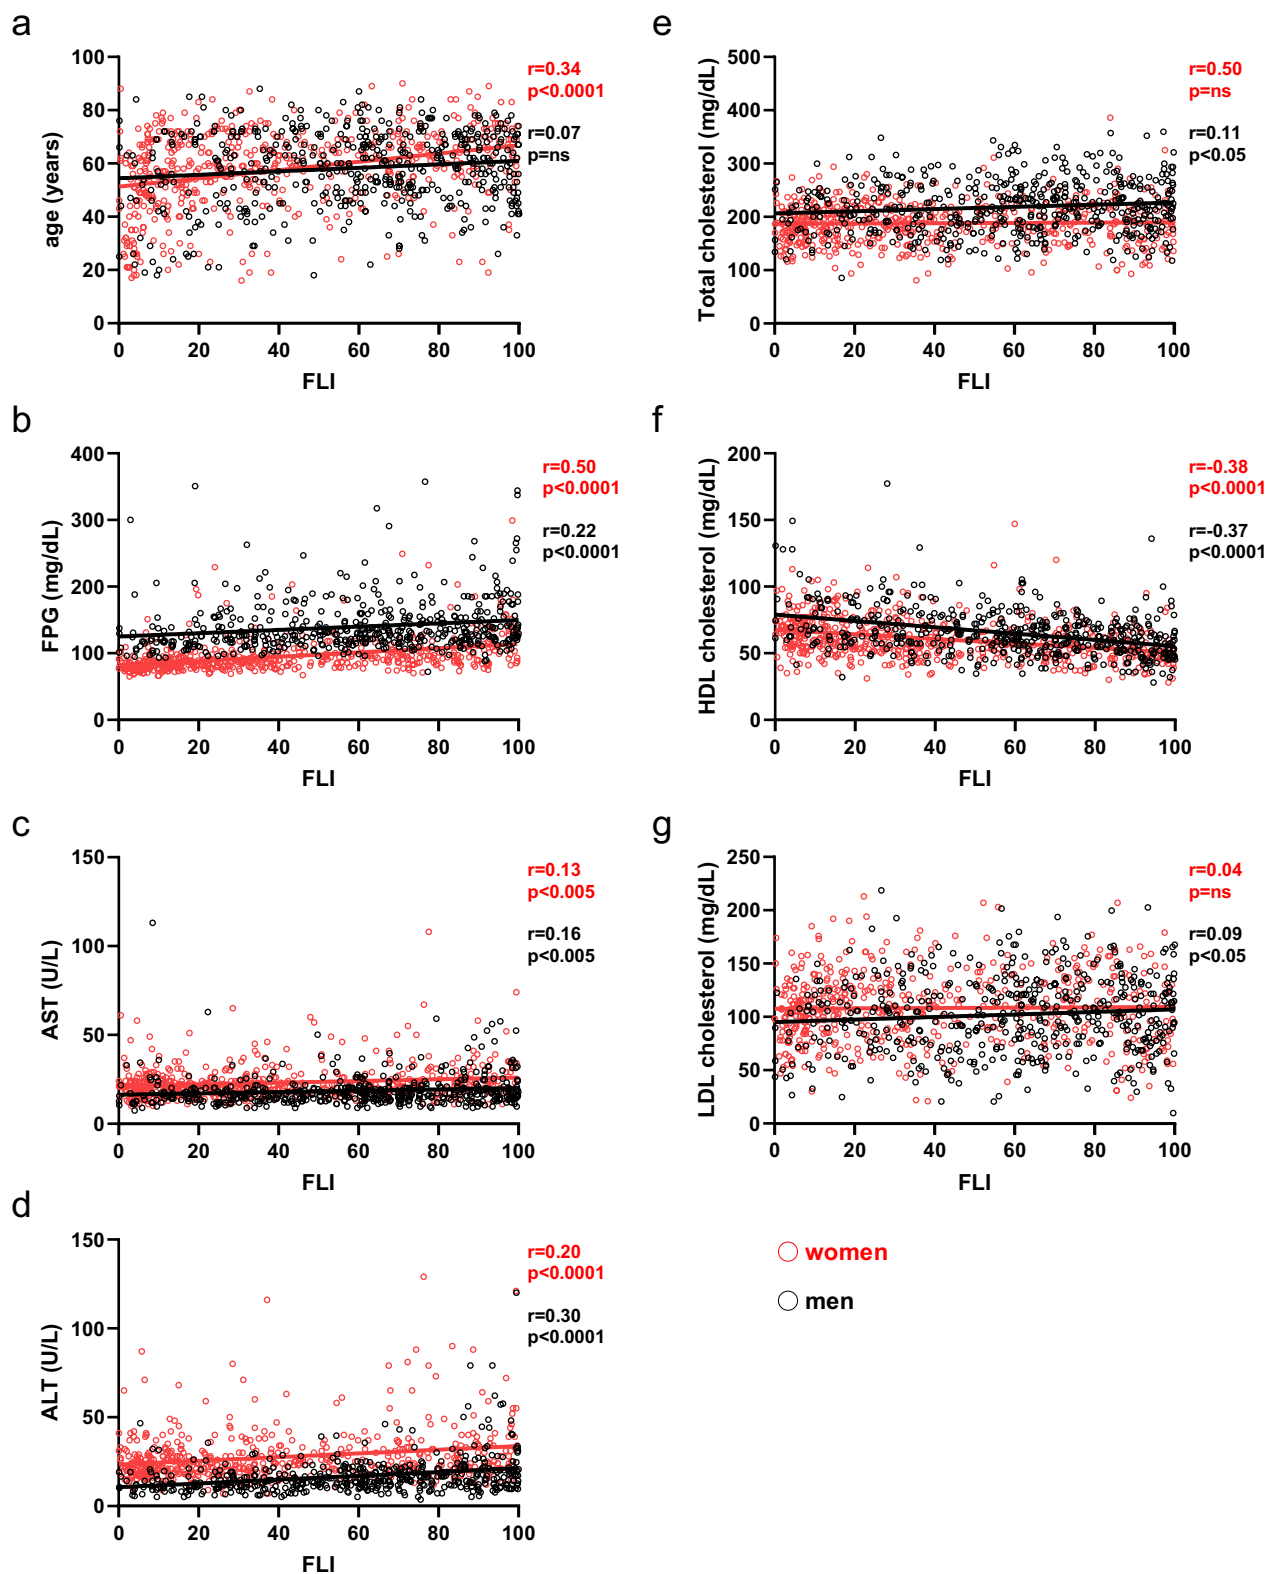 a
age (years)
100
80
60
40
20
0
0 20 40 60 80 100
FLI
r=0.34
p<0.0001
r=0.07
p=ns
e
Total cholesterol (mg/dL)
500
400
300
200
100
0
0 20 40 60 80 100
FLI
r=0.50
p=ns
r=0.11
p<0.05
b
FPG (mg/dL)
400
300
200
100
0
0 20 40 60 80 100
FLI
r=0.50
p<0.0001
r=0.22
p<0.0001
f
HDL cholesterol (mg/dL)
200
150
100
50
0
0 20 40 60 80 100
FLI
r=-0.38
p<0.0001
r=-0.37
p<0.0001
c
AST (U/L)
150
100
50
0
0 20 40 60 80 100
FLI
r=0.13
p<0.005
r=0.16
p<0.005
g
LDL cholesterol (mg/dL)
250
200
150
100
50
0
0 20 40 60 80 100
FLI
r=0.04
p=ns
r=0.09
p<0.05
d
ALT (U/L)
150
100
50
0
0 20 40 60 80 100
FLI
r=0.20
p<0.0001
r=0.30
p<0.0001
women
men